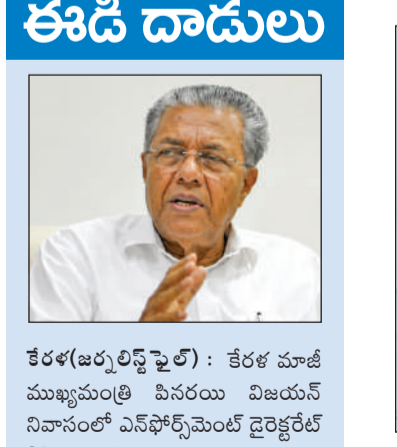 ఈడీ దాడులు
కేరళ(జర్నలిస్ట్ ఫైల్) : కేరళ మాజీ
ముఖ్యమంత్రి పినరయి విజయన్
నివాసంలో ఎన్‌ఫోర్స్‌మెంట్ డైరెక్టరేట్